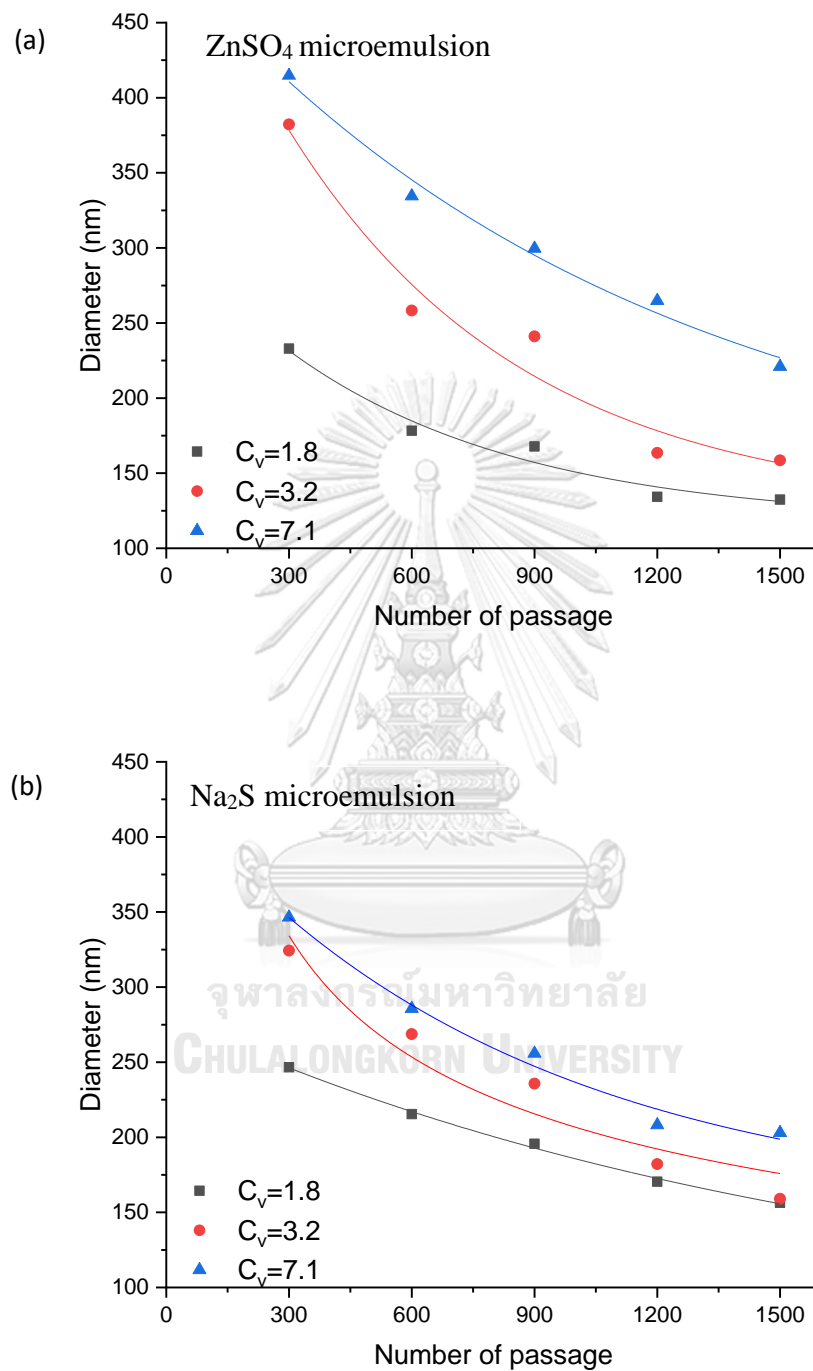 (a)
ZnSO₄ microemulsion
450
400
350
300
250
200
150
100
Diameter (nm)
Cᵥ=1.8
Cᵥ=3.2
Cᵥ=7.1
0 300 600 900 1200 1500
Number of passage
(b)
Na₂S microemulsion
450
400
350
300
250
200
150
100
Diameter (nm)
จุฬาลงกรณ์มหาวิทยาลัย
CHULALONGKORN UNIVERSITY
Cᵥ=1.8
Cᵥ=3.2
Cᵥ=7.1
0 300 600 900 1200 1500
Number of passage